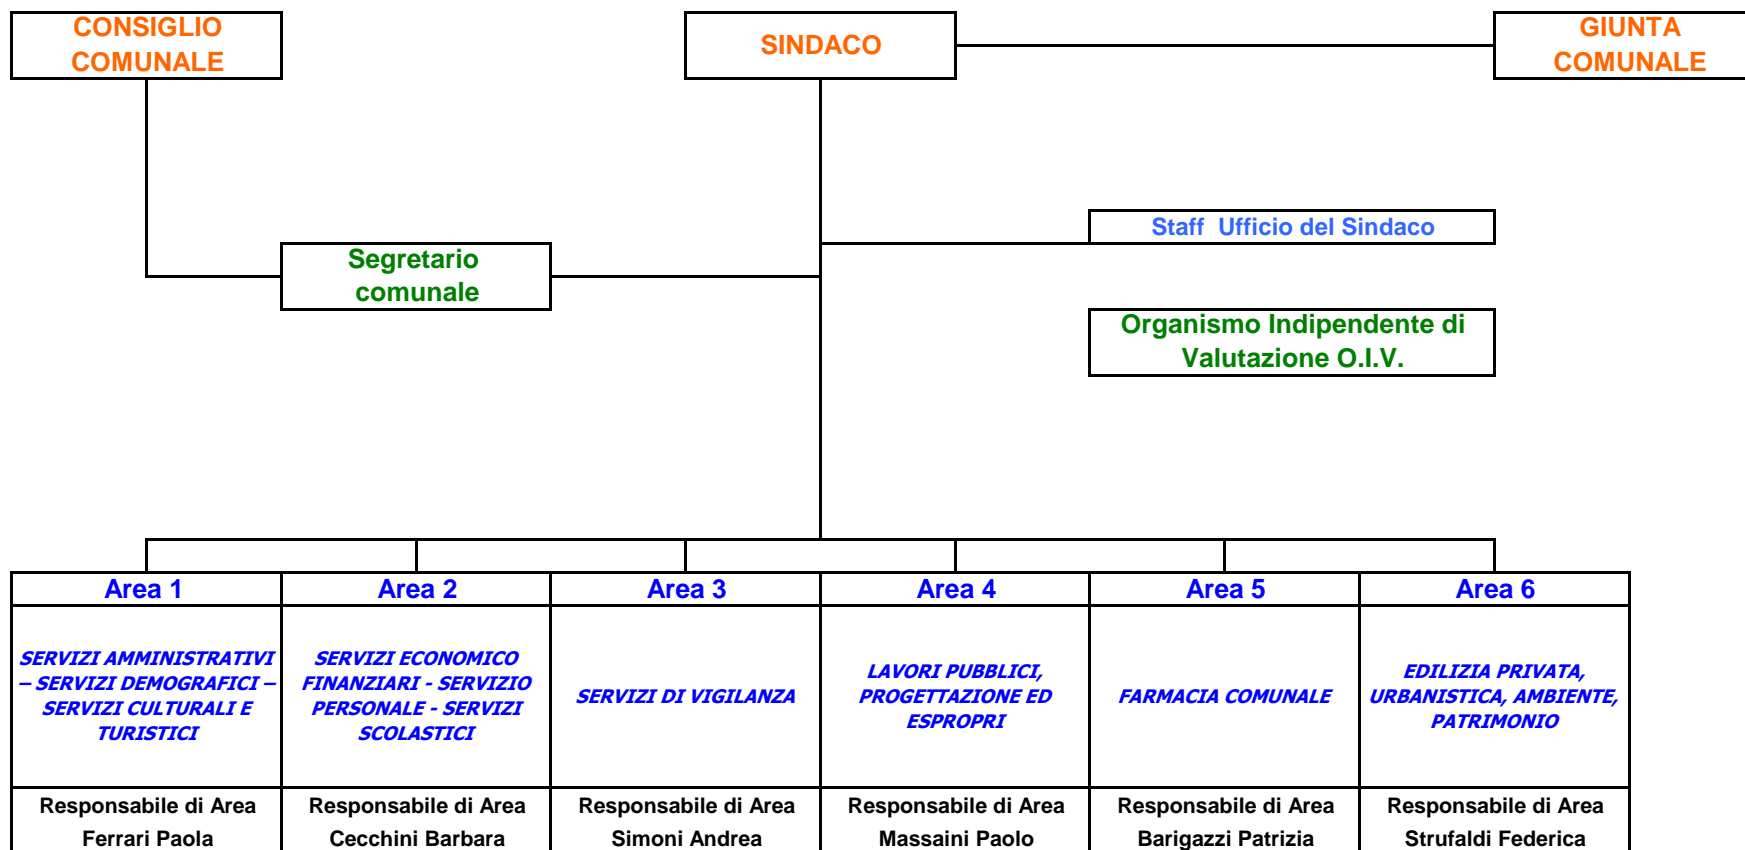 CONSIGLIO
COMUNALE
SINDACO
GIUNTA
COMUNALE
Staff  Ufficio del Sindaco
Segretario
comunale
Organismo Indipendente di
Valutazione O.I.V.
Area 1
Area 2
Area 3
Area 4
Area 5
Area 6
SERVIZI AMMINISTRATIVI
– SERVIZI DEMOGRAFICI –
SERVIZI CULTURALI E
TURISTICI
SERVIZI ECONOMICO
FINANZIARI - SERVIZIO
PERSONALE - SERVIZI
SCOLASTICI
SERVIZI DI VIGILANZA
LAVORI PUBBLICI,
PROGETTAZIONE ED
ESPROPRI
FARMACIA COMUNALE
EDILIZIA PRIVATA,
URBANISTICA, AMBIENTE,
PATRIMONIO
Responsabile di Area
Ferrari Paola
Responsabile di Area
Cecchini Barbara
Responsabile di Area
Simoni Andrea
Responsabile di Area
Massaini Paolo
Responsabile di Area
Barigazzi Patrizia
Responsabile di Area
Strufaldi Federica